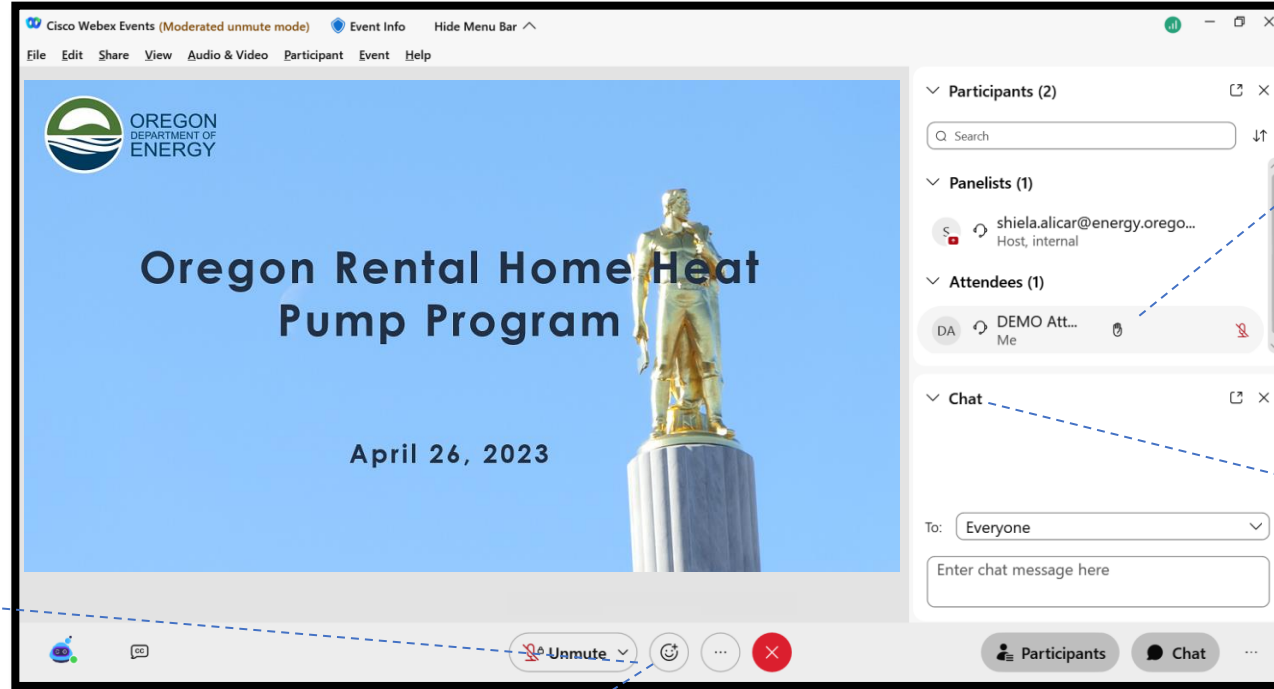 Cisco Webex Events (Moderated unmute mode) Event Info Hide Menu Bar
File Edit Share View Audio & Video Participant Event Help
OREGON
DEPARTMENT OF
ENERGY
Oregon Rental Home Heat
Pump Program
April 26, 2023
Participants (2)
Search
Panelists (1)
S
shiela.alicar@energy.orego...
Host, internal
Attendees (1)
DA
DEMO Att...
Me
Chat
To: Everyone
Enter chat message here
CC
Unmute
Participants
Chat